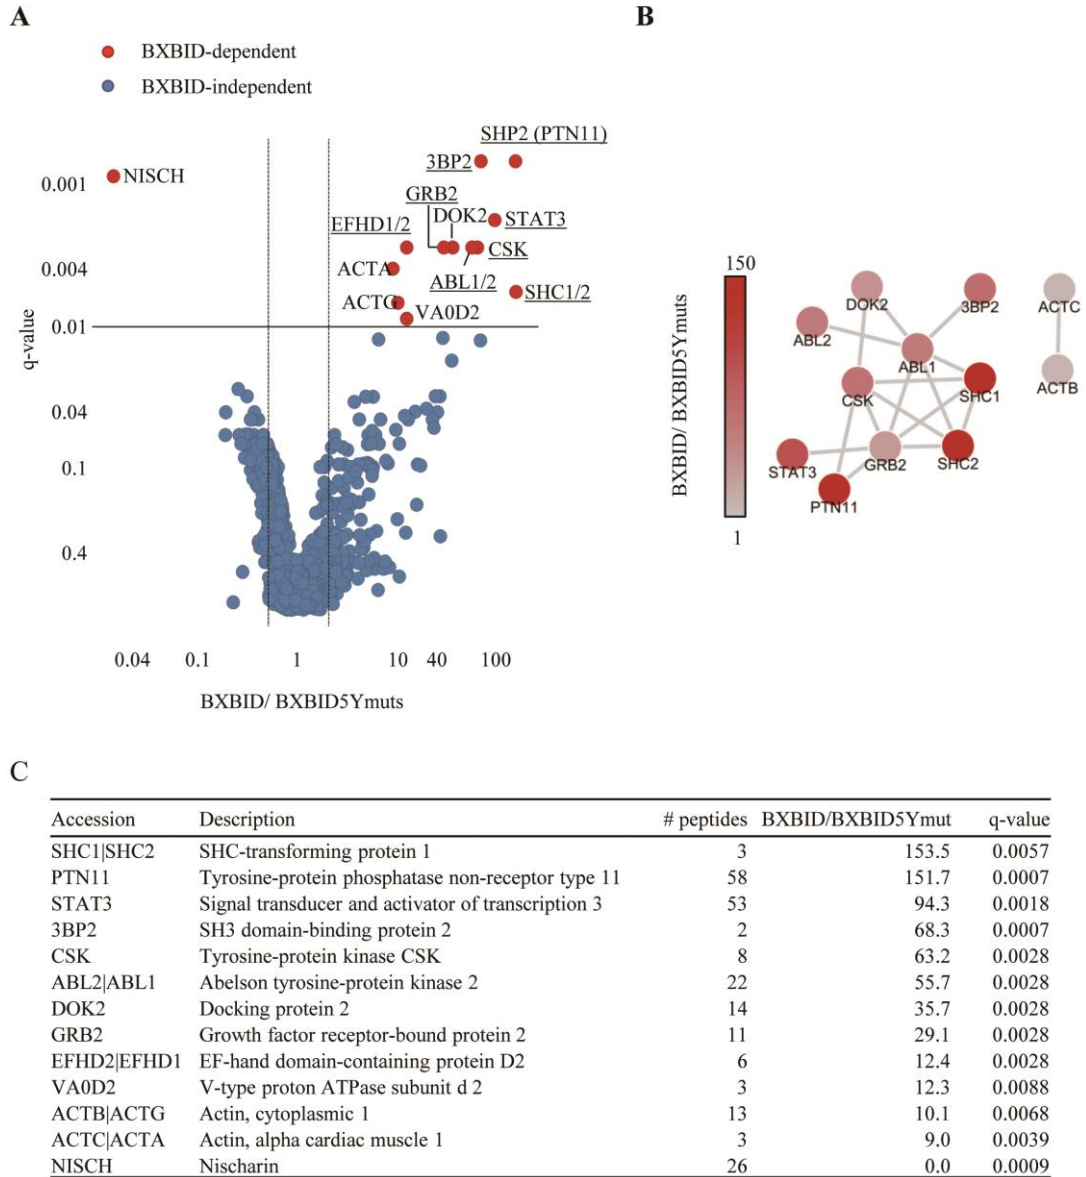 A
BXBID-dependent
BXBID-independent
SHP2 (PTN11)
3BP2
0.001
NISCH
GRB2
DOK2
STAT3
EFHD1/2
CSK
0.004
ACTA
ABL1/2
SHC1/2
ACTG
VA0D2
0.01
q-value
0.04
0.1
0.4
0.04 0.1 1 10 40 100
BXBID/ BXBID5Ymuts
B
150
BXBID/ BXBID5Ymuts
1
DOK2
3BP2
ACTC
ABL2
ABL1
ACTB
SHC1
CSK
STAT3
GRB2
SHC2
PTN11
C
Accession Description # peptides BXBID/BXBID5Ymut q-value
SHC1|SHC2 SHC-transforming protein 1 3 153.5 0.0057
PTN11 Tyrosine-protein phosphatase non-receptor type 11 58 151.7 0.0007
STAT3 Signal transducer and activator of transcription 3 53 94.3 0.0018
3BP2 SH3 domain-binding protein 2 2 68.3 0.0007
CSK Tyrosine-protein kinase CSK 8 63.2 0.0028
ABL2|ABL1 Abelson tyrosine-protein kinase 2 22 55.7 0.0028
DOK2 Docking protein 2 14 35.7 0.0028
GRB2 Growth factor receptor-bound protein 2 11 29.1 0.0028
EFHD2|EFHD1 EF-hand domain-containing protein D2 6 12.4 0.0028
VA0D2 V-type proton ATPase subunit d 2 3 12.3 0.0088
ACTB|ACTG Actin, cytoplasmic 1 13 10.1 0.0068
ACTC|ACTA Actin, alpha cardiac muscle 1 3 9.0 0.0039
NISCH Nischarin 26 0.0 0.0009